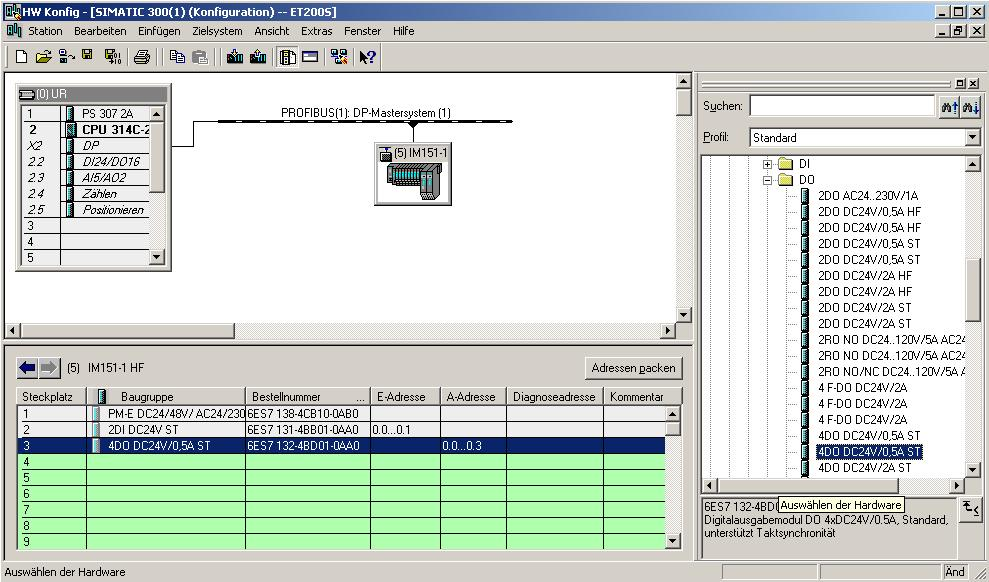 HW Konfig - [SIMATIC 300(1) (Konfiguration) -- ET200S]
Station Bearbeiten Einfügen Zielsystem Ansicht Extras Fenster Hilfe
(0) UR
1 PS 307 2A
2 CPU 314C-2
X2 DP
2.2 DI24/DO16
2.3 AI5/AO2
2.4 Zählen
2.5 Positionieren
3
4
5
PROFIBUS(1): DP-Mastersystem (1)
(5) IM151-1
Suchen:
Profil: Standard
DI
DO
2DO AC24..230V/1A
2DO DC24V/0,5A HF
2DO DC24V/0,5A HF
2DO DC24V/0,5A ST
2DO DC24V/0,5A ST
2DO DC24V/2A HF
2DO DC24V/2A HF
2DO DC24V/2A ST
2DO DC24V/2A ST
2RO NO DC24..120V/5A AC24
2RO NO DC24..120V/5A AC24
2RO NO/NC DC24..120V/5A A
4 F-DO DC24V/2A
4 F-DO DC24V/2A
4 F-DO DC24V/2A
4DO DC24V/0,5A ST
4DO DC24V/0,5A ST
4DO DC24V/2A ST
6ES7 132-4BD0
Auswählen der Hardware
Digitalausgabemodul DO 4xDC24V/0.5A, Standard,
unterstützt Taktsynchronität
(5) IM151-1 HF
Adressen packen
Steckplatz Baugruppe Bestellnummer ... E-Adresse A-Adresse Diagnoseadresse Kommentar
1 PM-E DC24/48V/ AC24/230 6ES7 138-4CB10-0AB0
2 2DI DC24V ST 6ES7 131-4BB01-0AA0 0.0...0.1
3 4DO DC24V/0,5A ST 6ES7 132-4BD01-0AA0 0.0...0.3
4
5
6
7
8
9
Auswählen der Hardware
Änd